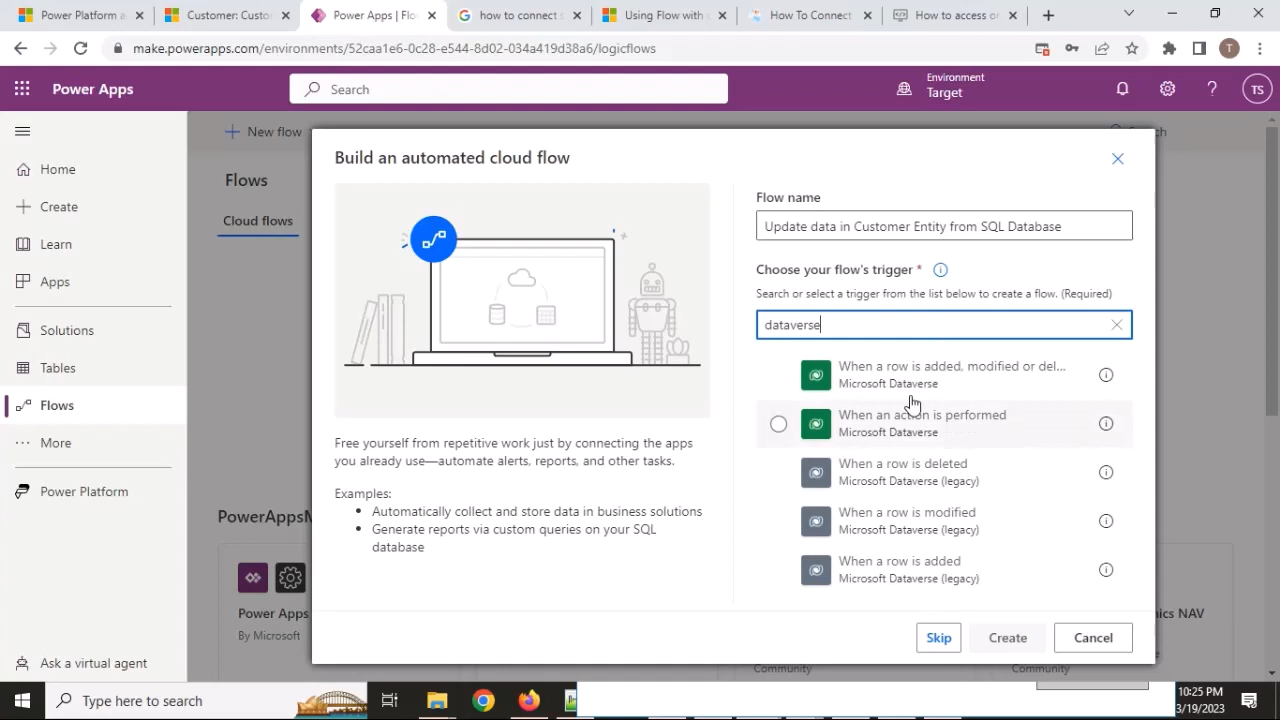 Power Platform a
Customer: Custo
Power Apps | Flo
how to connect s
Using Flow with s
How To Connect
How to access o
make.powerapps.com/environments/52caa1e6-0c28-e544-8d02-034a419d38a6/logicflows
T
Power Apps
Search
Environment
Target
TS
New flow
Home
Create
Learn
Apps
Solutions
Tables
Flows
More
Power Platform
Ask a virtual agent
Flows
Cloud flows
PowerAppsM
Power Apps
By Microsoft
Build an automated cloud flow
Free yourself from repetitive work just by connecting the apps
you already use—automate alerts, reports, and other tasks.
Examples:
• Automatically collect and store data in business solutions
• Generate reports via custom queries on your SQL
database
Flow name
Update data in Customer Entity from SQL Database
Choose your flow's trigger *
Search or select a trigger from the list below to create a flow. (Required)
dataverse
When a row is added, modified or del...
Microsoft Dataverse
When an action is performed
Microsoft Dataverse
When a row is deleted
Microsoft Dataverse (legacy)
When a row is modified
Microsoft Dataverse (legacy)
When a row is added
Microsoft Dataverse (legacy)
Skip
Create
Cancel
ics NAV
Community
Community
Type here to search
10:25 PM
3/19/2023